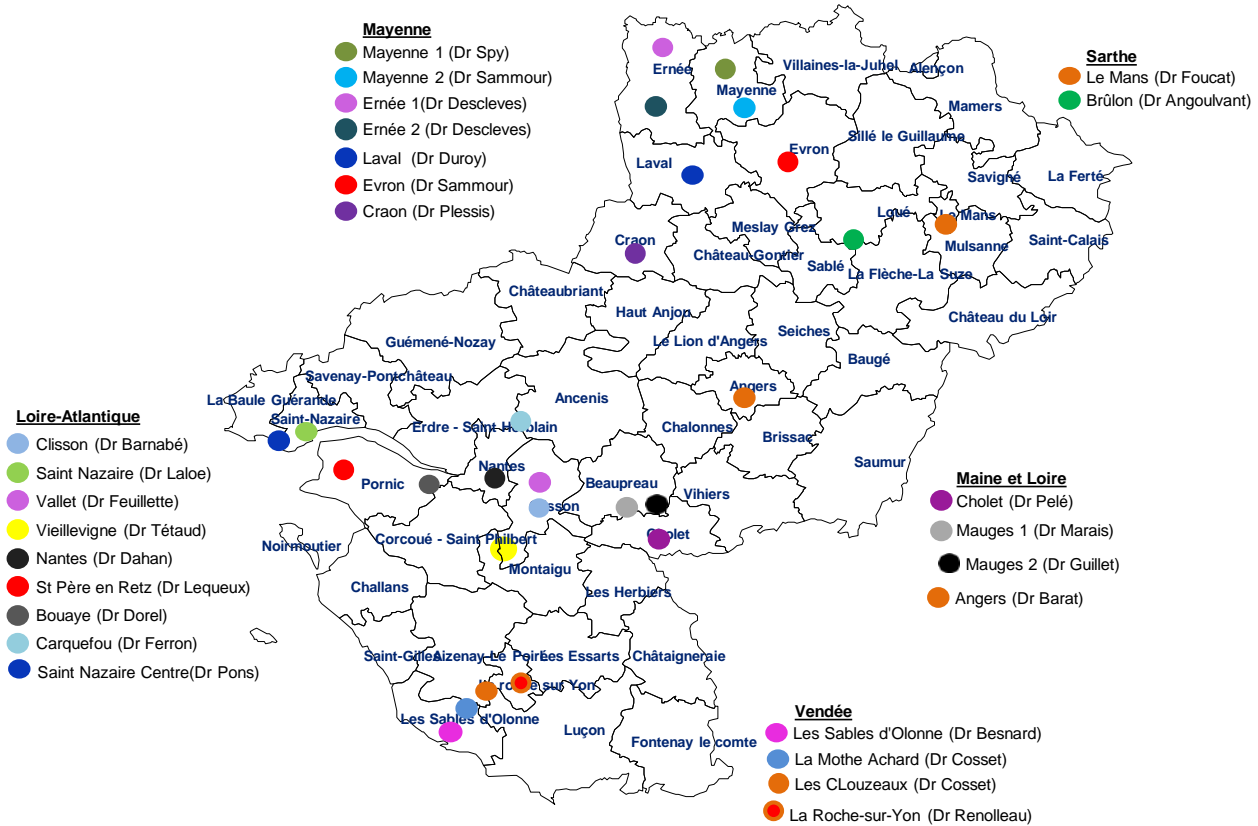 Mayenne
Mayenne 1 (Dr Spy)
Mayenne 2 (Dr Sammour)
Ernée 1(Dr Descleves)
Ernée 2 (Dr Descleves)
Laval (Dr Duroy)
Evron (Dr Sammour)
Craon (Dr Plessis)
Sarthe
Le Mans (Dr Foucat)
Brûlon (Dr Angoulvant)
Loire-Atlantique
Clisson (Dr Barnabé)
Saint Nazaire (Dr Laloe)
Vallet (Dr Feuillette)
Vieillevigne (Dr Tétaud)
Nantes (Dr Dahan)
St Père en Retz (Dr Lequeux)
Bouaye (Dr Dorel)
Carquefou (Dr Ferron)
Saint Nazaire Centre(Dr Pons)
Maine et Loire
Cholet (Dr Pelé)
Mauges 1 (Dr Marais)
Mauges 2 (Dr Guillet)
Angers (Dr Barat)
Vendée
Les Sables d'Olonne (Dr Besnard)
La Mothe Achard (Dr Cosset)
Les CLouzeaux (Dr Cosset)
La Roche-sur-Yon (Dr Renolleau)
Ernée
Mayenne
Villaines-la-Juhel
Alençon
Mamers
Sillé le Guillaume
Evron
Laval
Savigné
La Ferté
Loué
Le Mans
Mulsanne
Saint-Calais
Meslay Grez
Craon
Château-Gontier
Sablé
La Flèche-La Suze
Château du Loir
Châteaubriant
Haut Anjou
Le Lion d'Angers
Seiches
Baugé
Guémené-Nozay
Savenay-Pontchâteau
La Baule Guérande
Saint-Nazaire
Erdre - Saint Herblain
Ancenis
Angers
Chalonnes
Brissac
Saumur
Nantes
Pornic
Beaupreau
Vihiers
Clisson
Cholet
Noirmoutier
Corcoué - Saint Philbert
Montaigu
Challans
Les Herbiers
Saint-Gilles
Aizenay-Le Poiré
Les Essarts
Châtaigneraie
La roche sur Yon
Les Sables d'Olonne
Luçon
Fontenay le comte